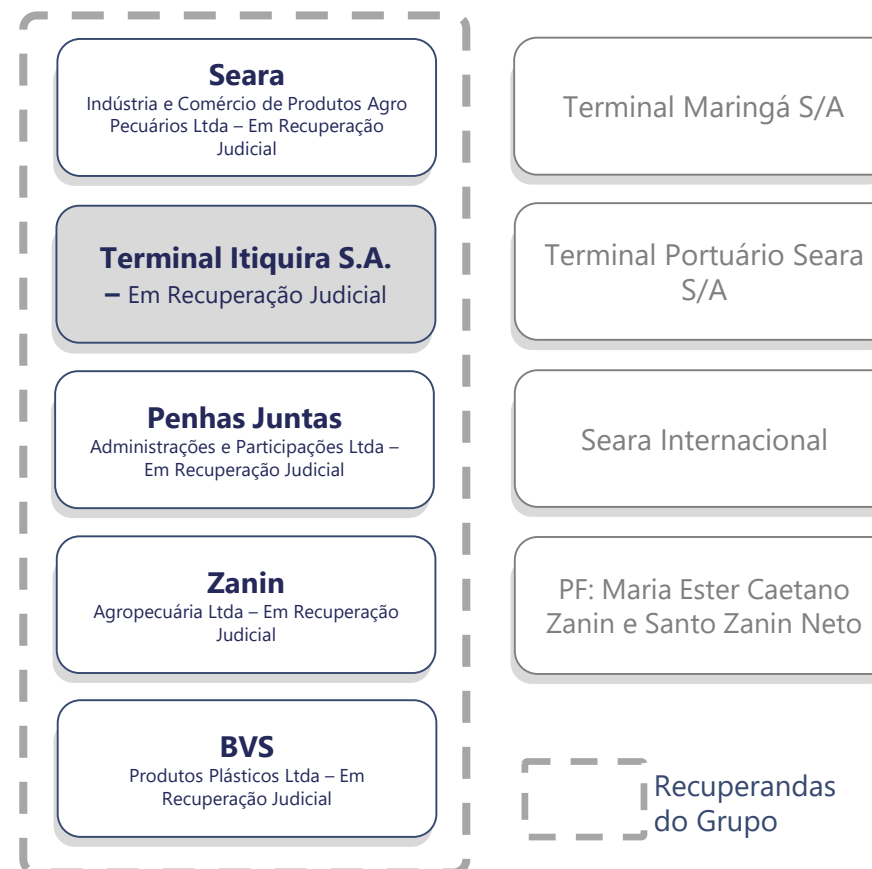 Seara
Indústria e Comércio de Produtos Agro
Pecuários Ltda – Em Recuperação
Judicial
Terminal Itiquira S.A.
– Em Recuperação Judicial
Penhas Juntas
Administrações e Participações Ltda –
Em Recuperação Judicial
Zanin
Agropecuária Ltda – Em Recuperação
Judicial
BVS
Produtos Plásticos Ltda – Em
Recuperação Judicial
Terminal Maringá S/A
Terminal Portuário Seara
S/A
Seara Internacional
PF: Maria Ester Caetano
Zanin e Santo Zanin Neto
Recuperandas
do Grupo